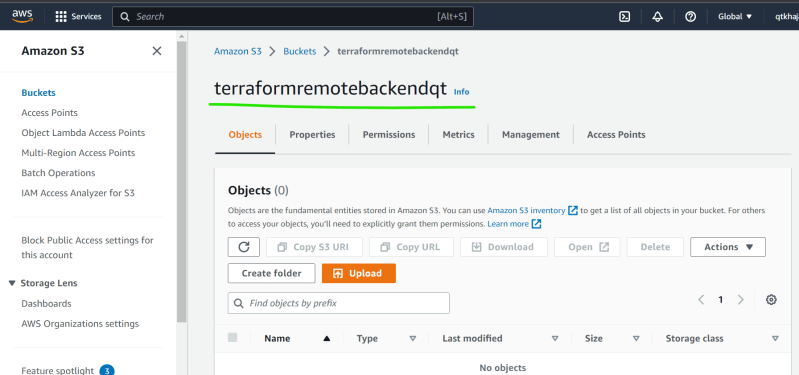 aws Services Search [Alt+S] Global ▼ qtkhaj
Amazon S3
Amazon S3 > Buckets > terraformremotebackendqt
terraformremotebackendqt Info
Buckets
Access Points
Object Lambda Access Points
Multi-Region Access Points
Batch Operations
IAM Access Analyzer for S3
Block Public Access settings for
this account
▼ Storage Lens
Dashboards
AWS Organizations settings
Feature spotlight 3
Objects Properties Permissions Metrics Management Access Points
Objects (0)
Objects are the fundamental entities stored in Amazon S3. You can use Amazon S3 inventory to get a list of all objects in your bucket. For others
to access your objects, you'll need to explicitly grant them permissions. Learn more
Copy S3 URI Copy URL Download Open Delete Actions ▼
Create folder Upload
Find objects by prefix
< 1 >
Name ▲ Type ▽ Last modified ▽ Size ▽ Storage class ▽
No objects